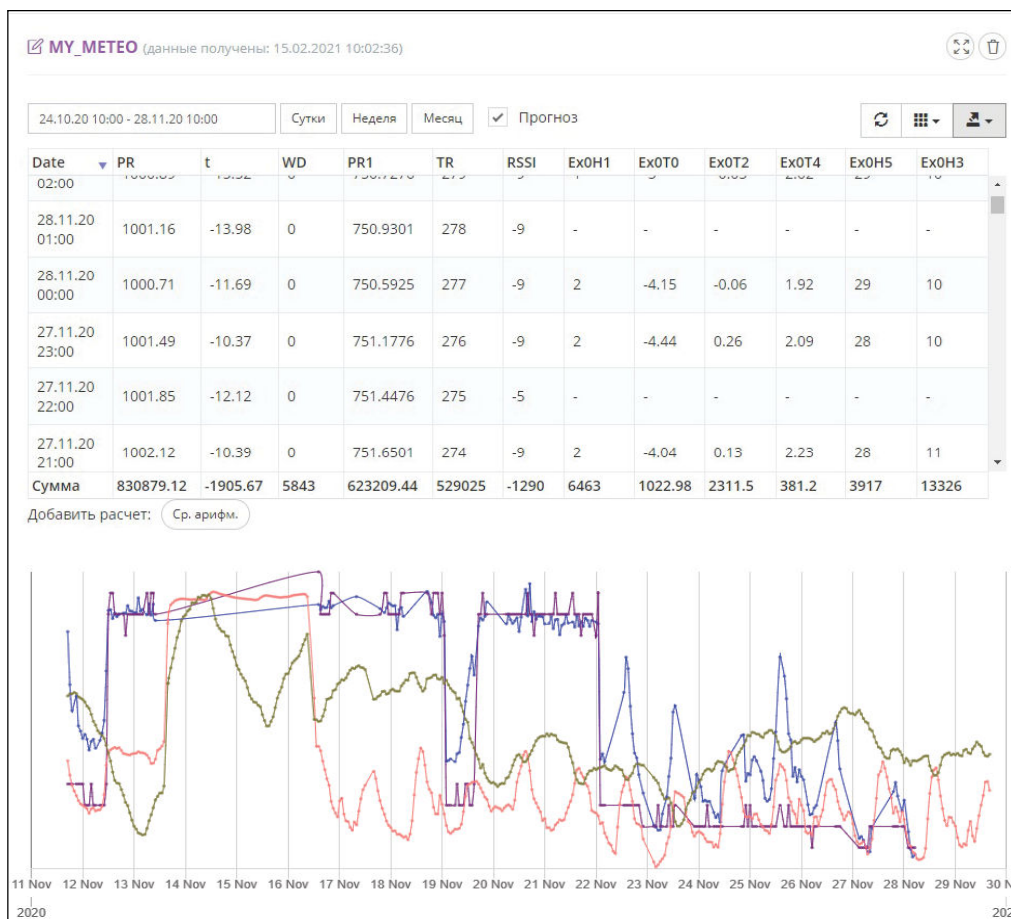 MY_METEO (данные получены: 15.02.2021 10:02:36)
24.10.20 10:00 - 28.11.20 10:00 Сутки Неделя Месяц Прогноз
Date PR t WD PR1 TR RSSI Ex0H1 Ex0T0 Ex0T2 Ex0T4 Ex0H5 Ex0H3
02:00
28.11.20
01:00 1001.16 -13.98 0 750.9301 278 -9 - - - - - -
28.11.20
00:00 1000.71 -11.69 0 750.5925 277 -9 2 -4.15 -0.06 1.92 29 10
27.11.20
23:00 1001.49 -10.37 0 751.1776 276 -9 2 -4.44 0.26 2.09 28 10
27.11.20
22:00 1001.85 -12.12 0 751.4476 275 -5 - - - - - -
27.11.20
21:00 1002.12 -10.39 0 751.6501 274 -9 2 -4.04 0.13 2.23 28 11
Сумма 830879.12 -1905.67 5843 623209.44 529025 -1290 6463 1022.98 2311.5 381.2 3917 13326
Добавить расчет: Ср. арифм.
11 Nov 12 Nov 13 Nov 14 Nov 15 Nov 16 Nov 17 Nov 18 Nov 19 Nov 20 Nov 21 Nov 22 Nov 23 Nov 24 Nov 25 Nov 26 Nov 27 Nov 28 Nov 29 Nov 30 N
2020 202